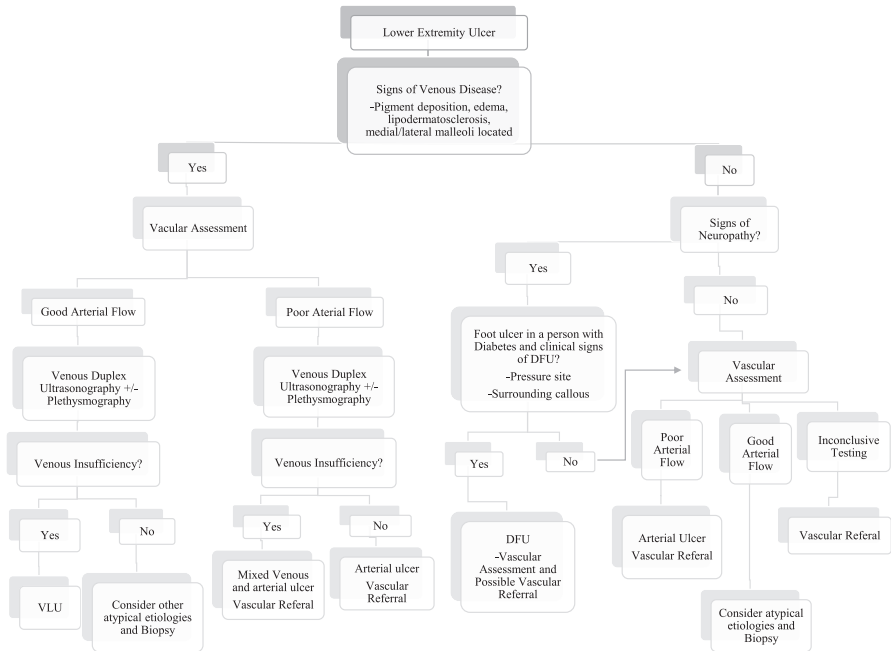 Lower Extremity Ulcer
Signs of Venous Disease?
-Pigment deposition, edema,
lipodermatosclerosis,
medial/lateral malleoli located
Yes
No
Vacular Assessment
Signs of
Neuropathy?
Yes
No
Good Arterial Flow
Poor Aterial Flow
Foot ulcer in a person with
Diabetes and clinical signs
of DFU?
-Pressure site
-Surrounding callous
Vascular
Assessment
Venous Duplex
Ultrasonography +/-
Plethysmography
Venous Duplex
Ultrasonography +/-
Plethysmography
Venous Insufficiency?
Venous Insufficiency?
Yes
No
Poor
Arterial
Flow
Good
Arterial
Flow
Inconclusive
Testing
Yes
No
Yes
No
DFU
-Vascular
Assessment and
Possible Vascular
Referral
Arterial Ulcer
Vascular Referal
Vascular Referal
VLU
Consider other
atypical etiologies
and Biopsy
Mixed Venous
and arterial ulcer
Vascular Referal
Arterial ulcer
Vascular
Referral
Consider atypical
etiologies and
Biopsy